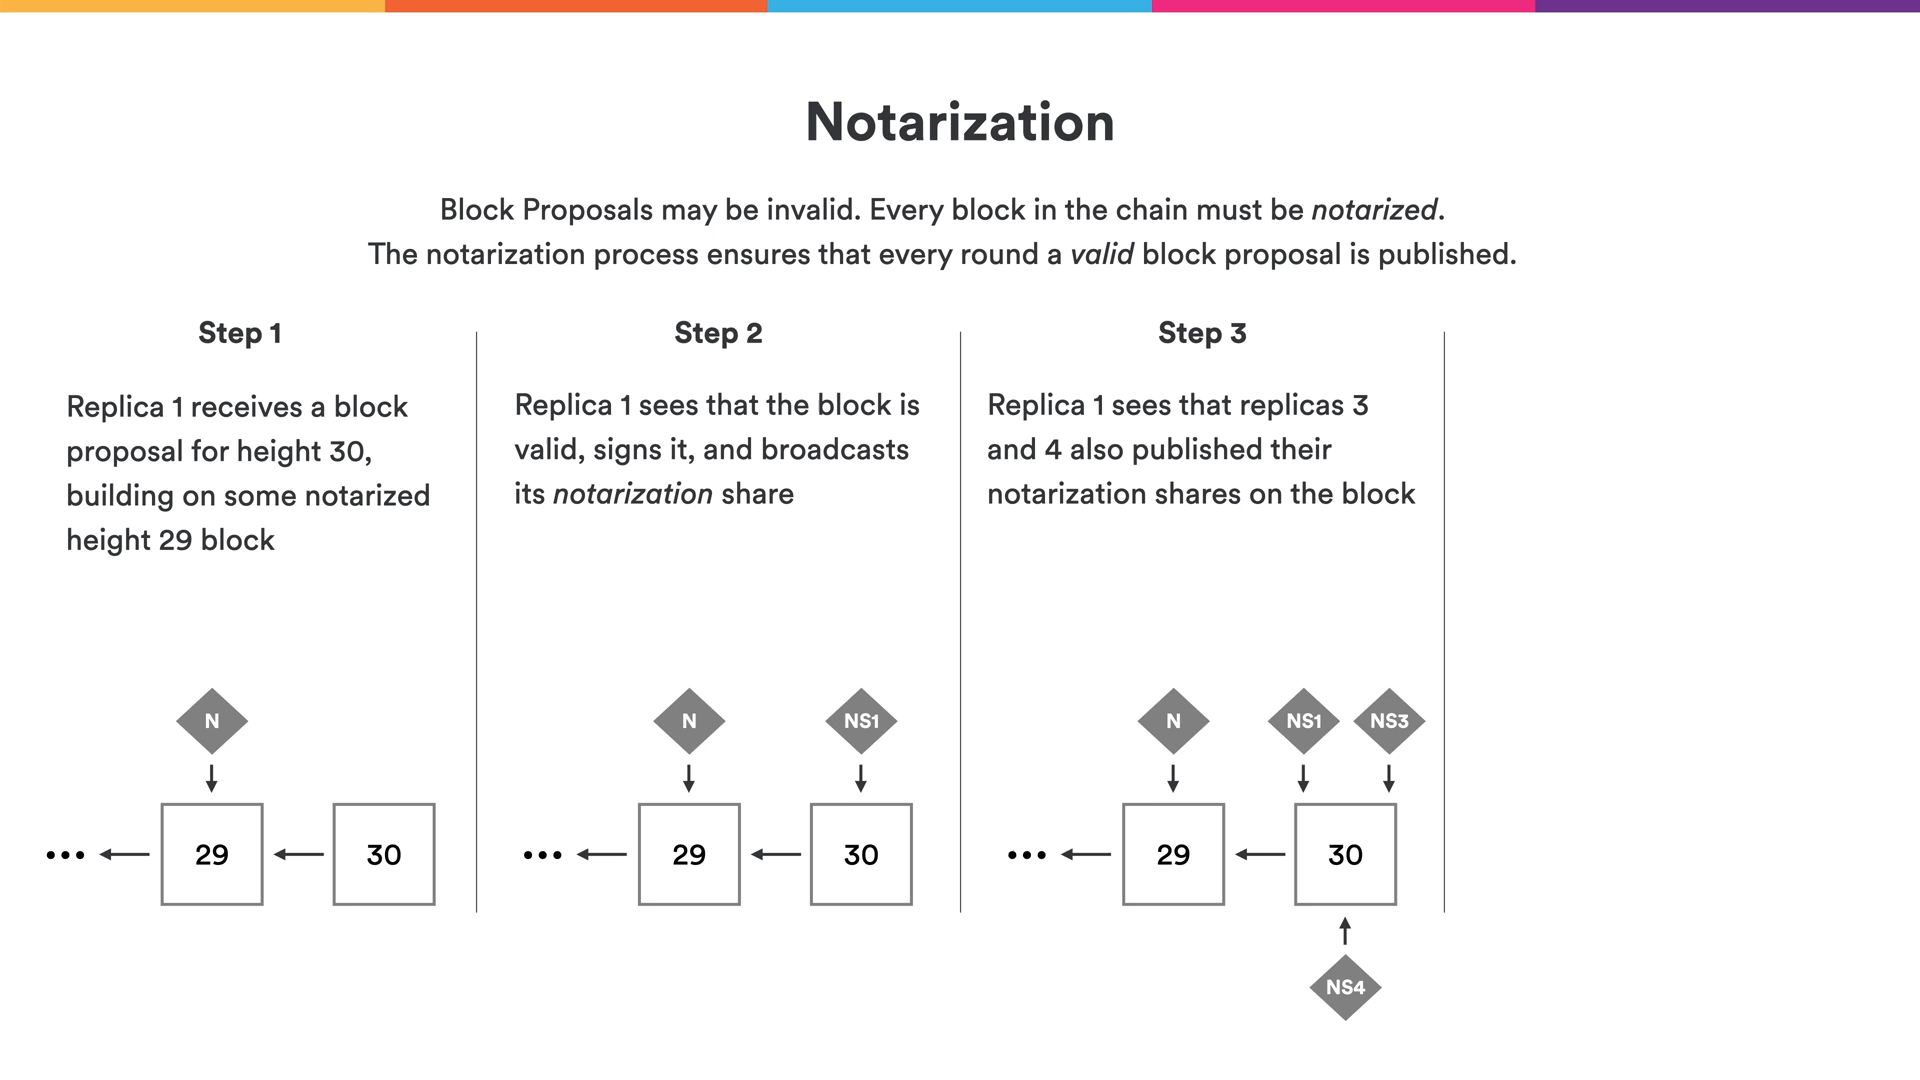 Notarization
Block Proposals may be invalid. Every block in the chain must be notarized.
The notarization process ensures that every round a valid block proposal is published.
Step 1
Replica 1 receives a block
proposal for height 30,
building on some notarized
height 29 block
N
••• 29 30
Step 2
Replica 1 sees that the block is
valid, signs it, and broadcasts
its notarization share
N NS1
••• 29 30
Step 3
Replica 1 sees that replicas 3
and 4 also published their
notarization shares on the block
N NS1 NS3
••• 29 30
NS4